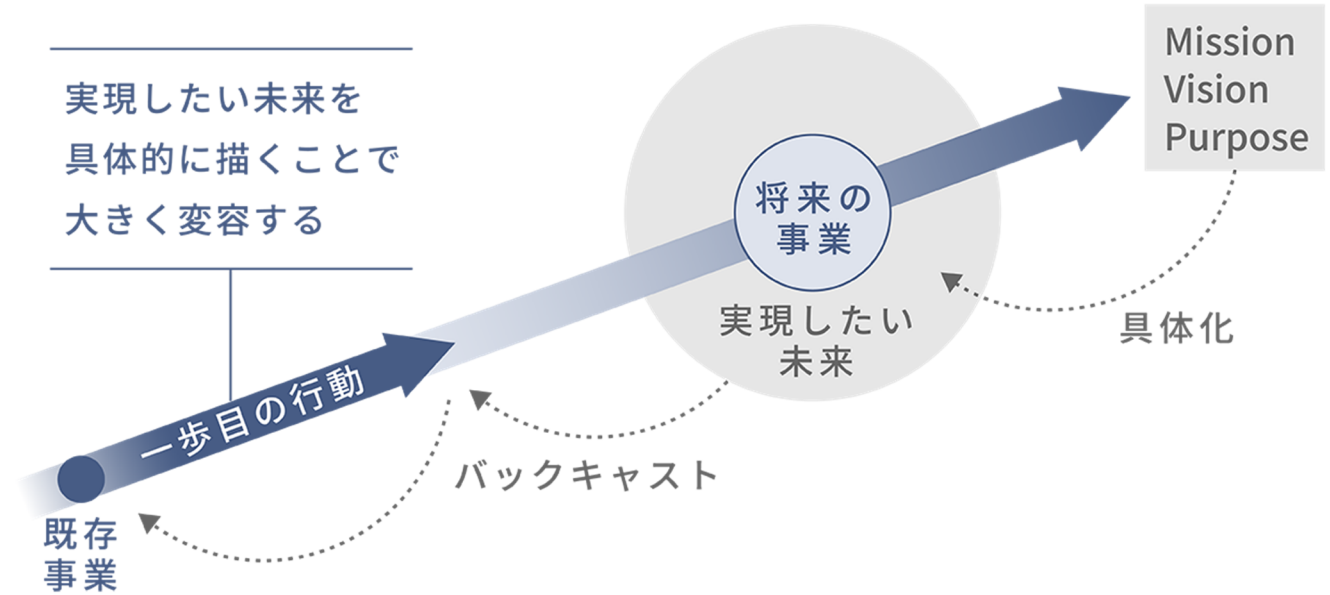 実現したい未来を
具体的に描くことで
大きく変容する
Mission
Vision
Purpose
将来の
事業
実現したい
未来
具体化
一歩目の行動
バックキャスト
既存
事業